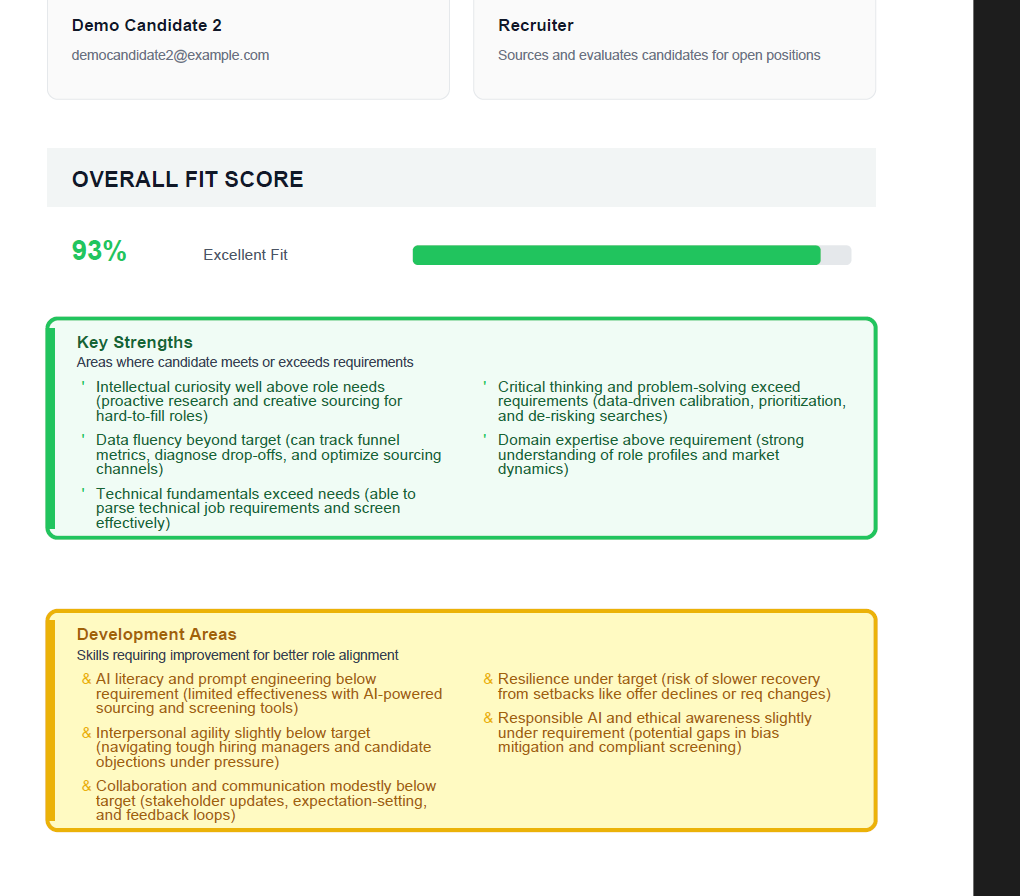 Demo Candidate 2
democandidate2@example.com
Recruiter
Sources and evaluates candidates for open positions
OVERALL FIT SCORE
93%
Excellent Fit
Key Strengths
Areas where candidate meets or exceeds requirements
' Intellectual curiosity well above role needs
(proactive research and creative sourcing for
hard-to-fill roles)
' Data fluency beyond target (can track funnel
metrics, diagnose drop-offs, and optimize sourcing
channels)
' Technical fundamentals exceed needs (able to
parse technical job requirements and screen
effectively)
' Critical thinking and problem-solving exceed
requirements (data-driven calibration, prioritization,
and de-risking searches)
' Domain expertise above requirement (strong
understanding of role profiles and market
dynamics)
Development Areas
Skills requiring improvement for better role alignment
& AI literacy and prompt engineering below
requirement (limited effectiveness with AI-powered
sourcing and screening tools)
& Interpersonal agility slightly below target
(navigating tough hiring managers and candidate
objections under pressure)
& Collaboration and communication modestly below
target (stakeholder updates, expectation-setting,
and feedback loops)
& Resilience under target (risk of slower recovery
from setbacks like offer declines or req changes)
& Responsible AI and ethical awareness slightly
under requirement (potential gaps in bias
mitigation and compliant screening)